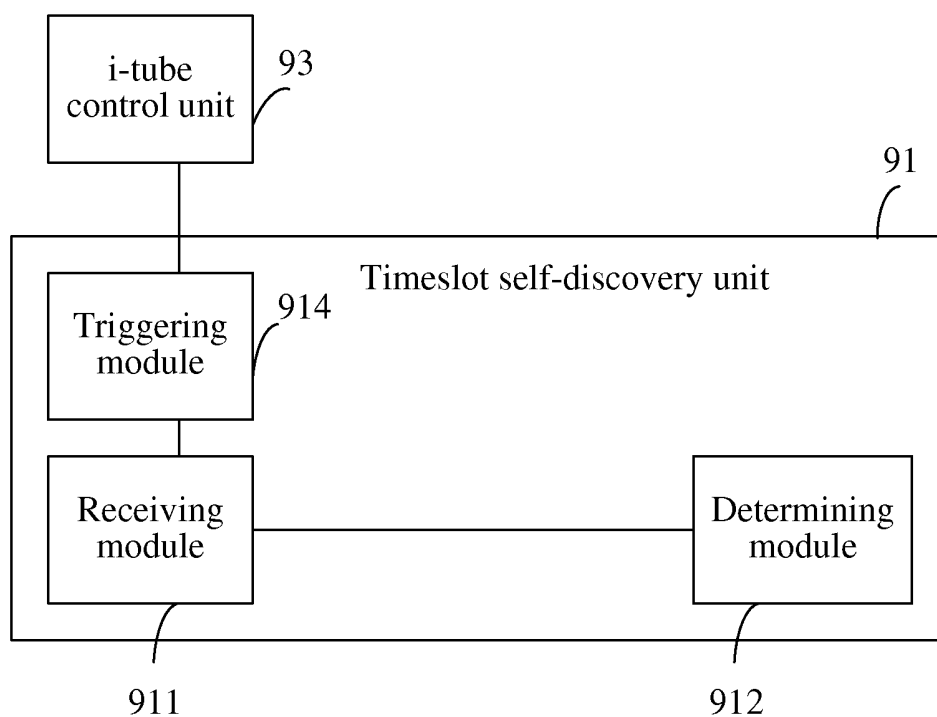 i-tube
control unit
93
91
Timeslot self-discovery unit
Triggering
module
914
Receiving
module
Determining
module
911
912